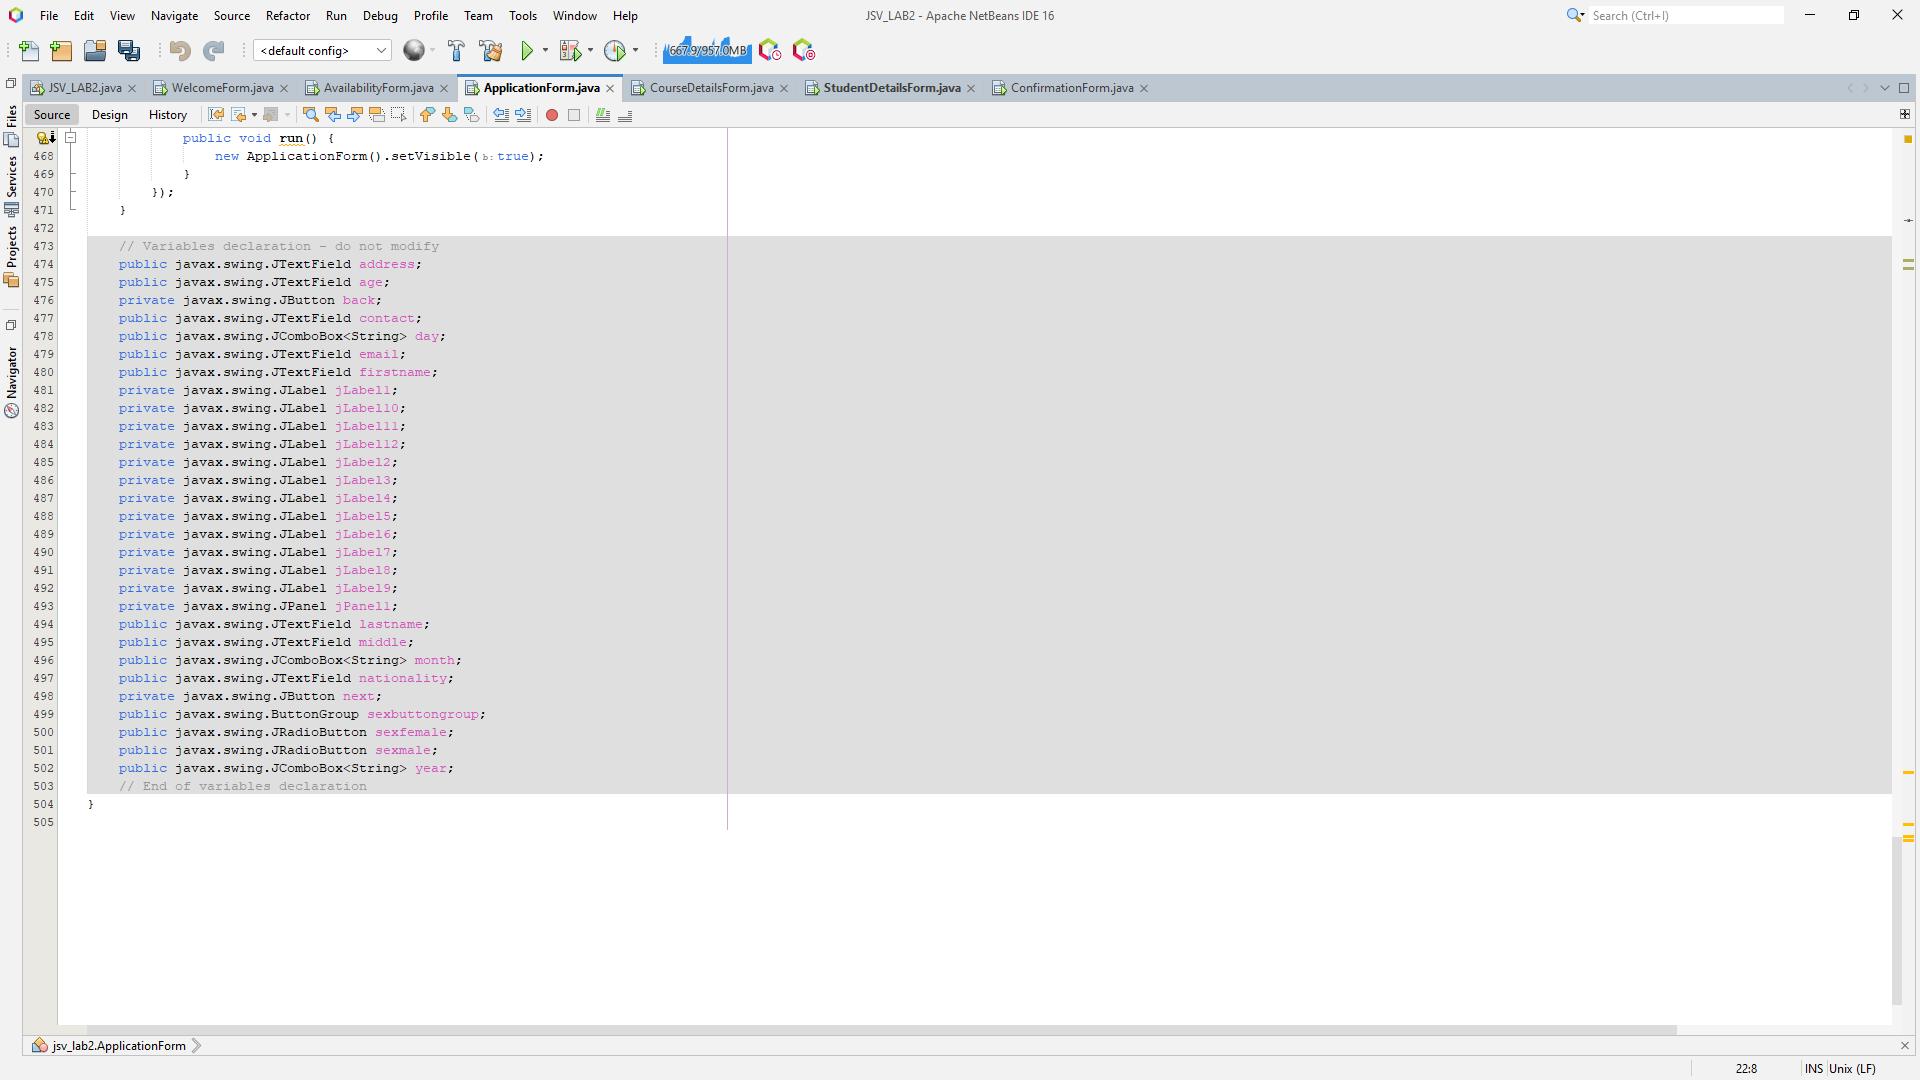 File Edit View Navigate Source Refactor Run Debug Profile Team Tools Window Help JSV_LAB2 - Apache NetBeans IDE 16 Search (Ctrl+I)
<default config> 667.9/957.0MB
JSV_LAB2.java WelcomeForm.java AvailabilityForm.java ApplicationForm.java CourseDetailsForm.java StudentDetailsForm.java ConfirmationForm.java
Source Design History
Files
Services
Projects
Navigator
public void run() {
468 new ApplicationForm().setVisible( b: true);
469 }
470 });
471 }
472
473 // Variables declaration - do not modify
474 public javax.swing.JTextField address;
475 public javax.swing.JTextField age;
476 private javax.swing.JButton back;
477 public javax.swing.JTextField contact;
478 public javax.swing.JComboBox<String> day;
479 public javax.swing.JTextField email;
480 public javax.swing.JTextField firstname;
481 private javax.swing.JLabel jLabel1;
482 private javax.swing.JLabel jLabel10;
483 private javax.swing.JLabel jLabel11;
484 private javax.swing.JLabel jLabel12;
485 private javax.swing.JLabel jLabel2;
486 private javax.swing.JLabel jLabel3;
487 private javax.swing.JLabel jLabel4;
488 private javax.swing.JLabel jLabel5;
489 private javax.swing.JLabel jLabel6;
490 private javax.swing.JLabel jLabel7;
491 private javax.swing.JLabel jLabel8;
492 private javax.swing.JLabel jLabel9;
493 private javax.swing.JPanel jPanel1;
494 public javax.swing.JTextField lastname;
495 public javax.swing.JTextField middle;
496 public javax.swing.JComboBox<String> month;
497 public javax.swing.JTextField nationality;
498 private javax.swing.JButton next;
499 public javax.swing.ButtonGroup sexbuttongroup;
500 public javax.swing.JRadioButton sexfemale;
501 public javax.swing.JRadioButton sexmale;
502 public javax.swing.JComboBox<String> year;
503 // End of variables declaration
504 }
505
jsv_lab2.ApplicationForm
22:8 INS Unix (LF)